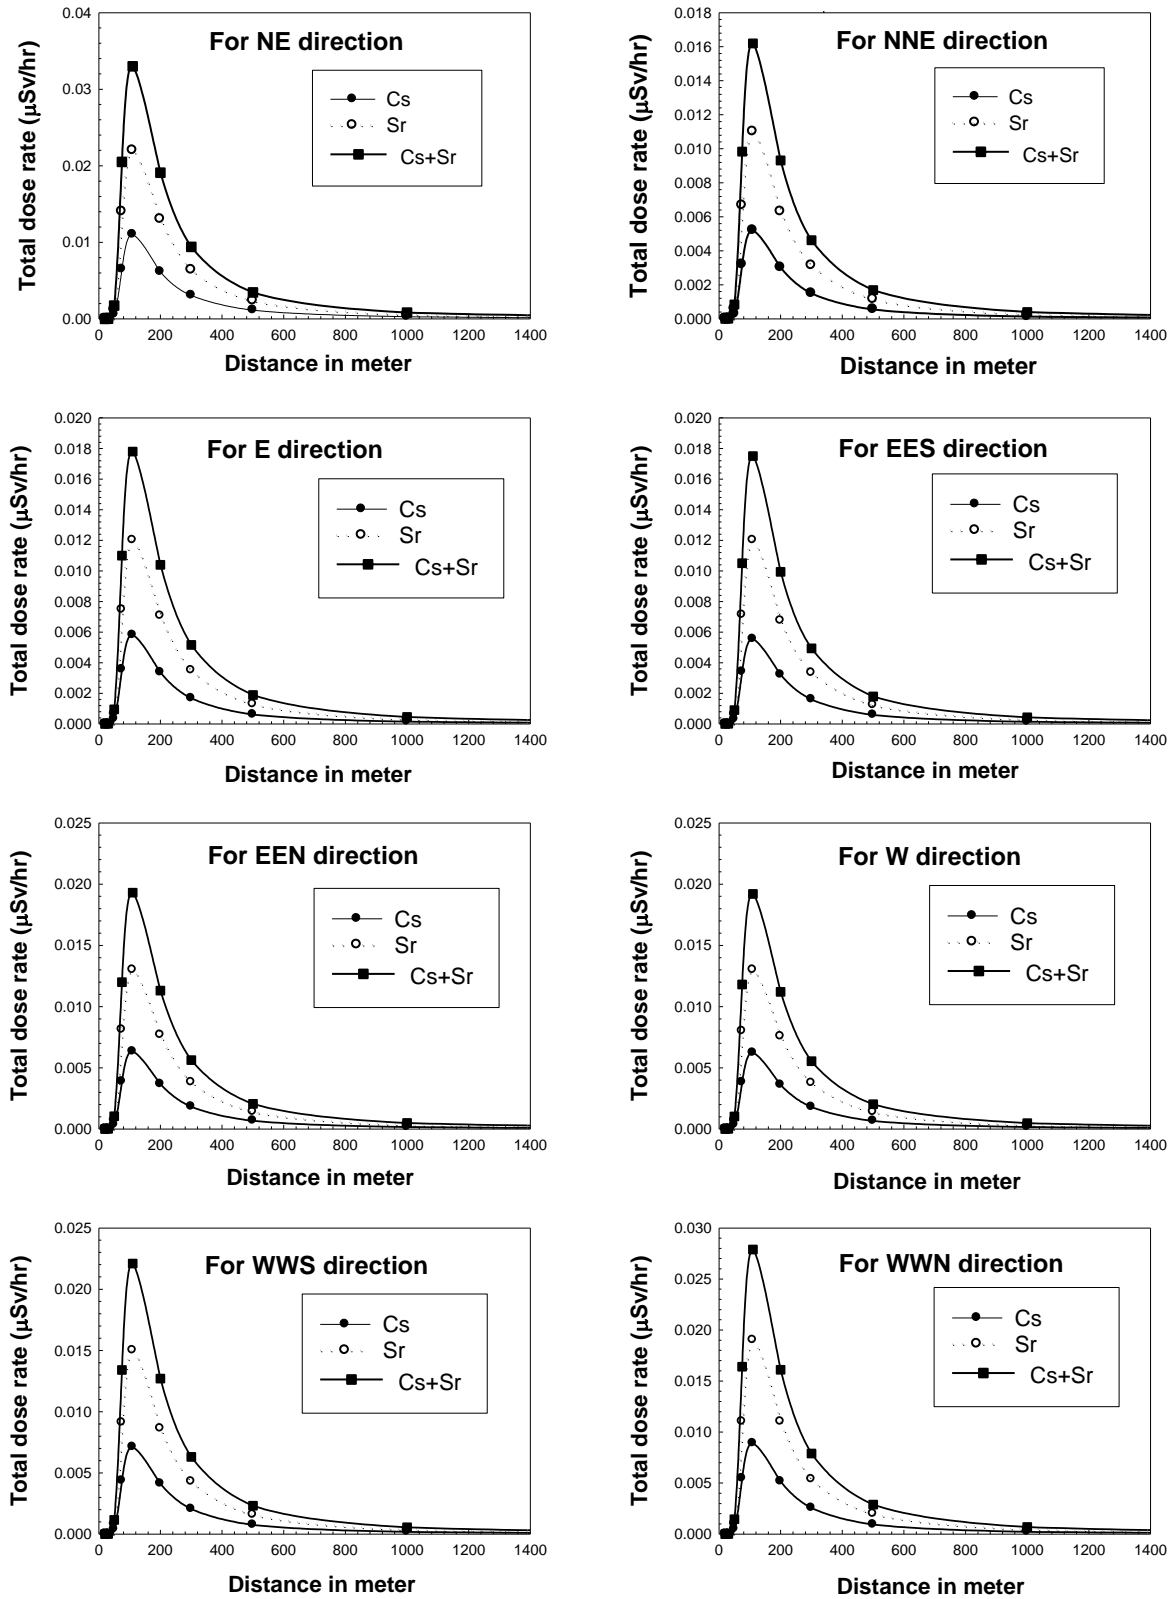 For NE direction
Total dose rate (μSv/hr)
0.04
0.03
0.02
0.01
0.00
Cs
Sr
Cs+Sr
0 200 400 600 800 1000 1200 1400
Distance in meter
For NNE direction
Total dose rate (μSv/hr)
0.018
0.016
0.014
0.012
0.010
0.008
0.006
0.004
0.002
0.000
Cs
Sr
Cs+Sr
0 200 400 600 800 1000 1200 1400
Distance in meter
For E direction
Total dose rate (μSv/hr)
0.020
0.018
0.016
0.014
0.012
0.010
0.008
0.006
0.004
0.002
0.000
Cs
Sr
Cs+Sr
0 200 400 600 800 1000 1200 1400
Distance in meter
For EES direction
Total dose rate (μSv/hr)
0.020
0.018
0.016
0.014
0.012
0.010
0.008
0.006
0.004
0.002
0.000
Cs
Sr
Cs+Sr
0 200 400 600 800 1000 1200 1400
Distance in meter
For EEN direction
Total dose rate (μSv/hr)
0.025
0.020
0.015
0.010
0.005
0.000
Cs
Sr
Cs+Sr
0 200 400 600 800 1000 1200 1400
Distance in meter
For W direction
Total dose rate (μSv/hr)
0.025
0.020
0.015
0.010
0.005
0.000
Cs
Sr
Cs+Sr
0 200 400 600 800 1000 1200 1400
Distance in meter
For WWS direction
Total dose rate (μSv/hr)
0.025
0.020
0.015
0.010
0.005
0.000
Cs
Sr
Cs+Sr
0 200 400 600 800 1000 1200 1400
Distance in meter
For WWN direction
Total dose rate (μSv/hr)
0.030
0.025
0.020
0.015
0.010
0.005
0.000
Cs
Sr
Cs+Sr
0 200 400 600 800 1000 1200 1400
Distance in meter